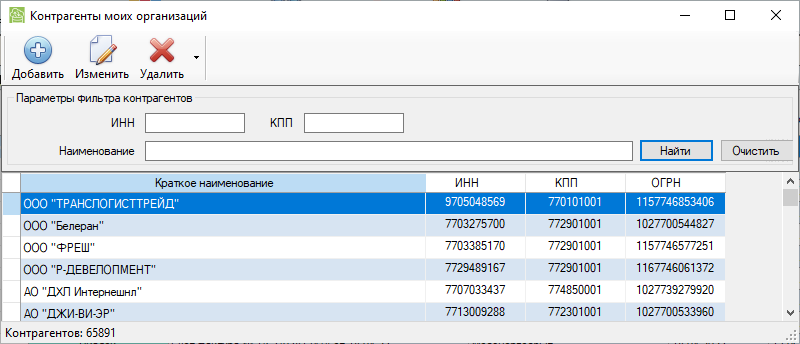 Контрагенты моих организаций
Добавить Изменить Удалить
Параметры фильтра контрагентов
ИНН КПП
Наименование Найти Очистить
Краткое наименование ИНН КПП ОГРН
ООО "ТРАНСЛОГИСТТРЕЙД" 9705048569 770101001 1157746853406
ООО "Белеран" 7703275700 772901001 1027700544827
ООО "ФРЕШ" 7703385170 772901001 1157746577251
ООО "Р-ДЕВЕЛОПМЕНТ" 7729489167 772901001 1167746061372
АО "ДХЛ Интернешнл" 7707033437 774850001 1027739279920
АО "ДЖИ-ВИ-ЭР" 7713009288 772301001 1027700533960
Контрагентов: 65891